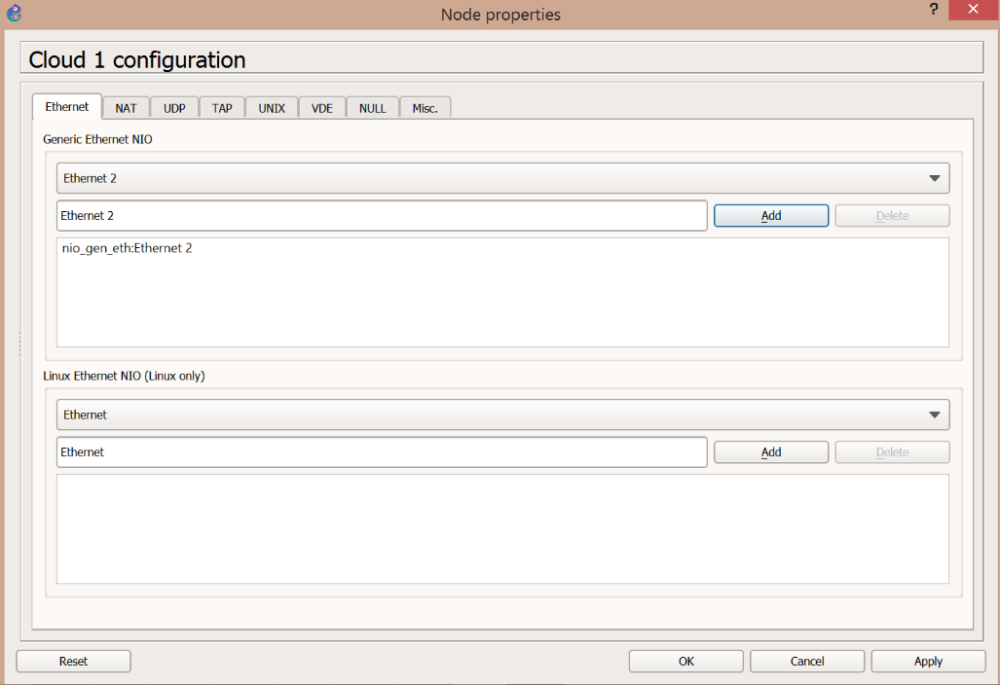 Node properties
?
Cloud 1 configuration
Ethernet NAT UDP TAP UNIX VDE NULL Misc.
Generic Ethernet NIO
Ethernet 2
Ethernet 2 Add Delete
nio_gen_eth:Ethernet 2
Linux Ethernet NIO (Linux only)
Ethernet
Ethernet Add Delete
Reset OK Cancel Apply